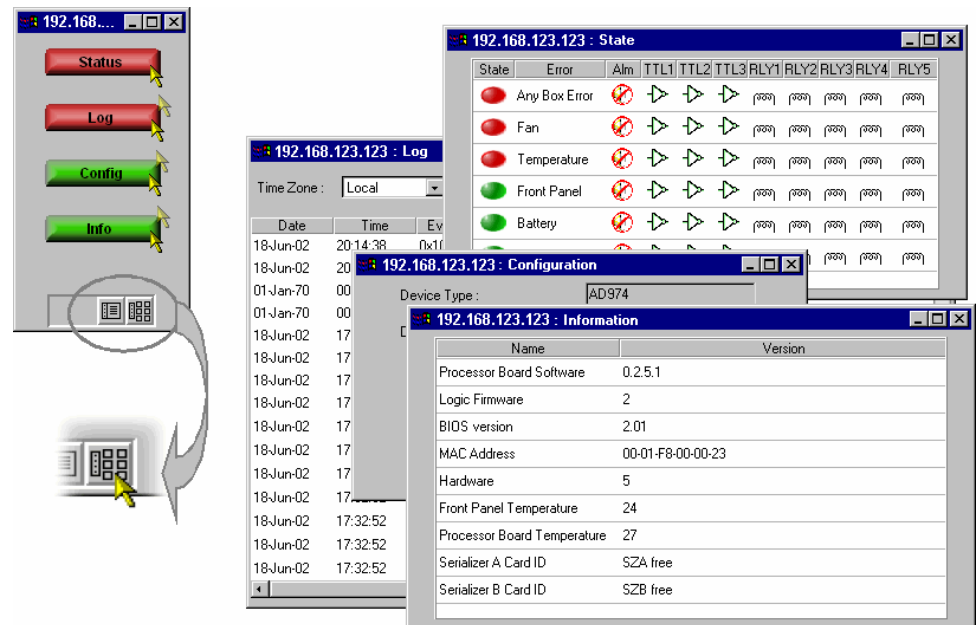 192.168....
Status
Log
Config
Info
192.168.123.123 : State
State Error Alm TTL1 TTL2 TTL3 RLY1 RLY2 RLY3 RLY4 RLY5
Any Box Error
Fan
Temperature
Front Panel
Battery
192.168.123.123 : Log
Time Zone : Local
Date Time Ev
18-Jun-02 20:14:38 0x10
18-Jun-02 20
01-Jan-70 00
01-Jan-70 00
18-Jun-02 17
18-Jun-02 17
18-Jun-02 17
18-Jun-02 17
18-Jun-02 17
18-Jun-02 17
18-Jun-02 17
18-Jun-02
18-Jun-02 17:32:52
18-Jun-02 17:32:52
18-Jun-02 17:32:52
192.168.123.123 : Configuration
Device Type : AD974
192.168.123.123 : Information
Name Version
Processor Board Software 0.2.5.1
Logic Firmware 2
BIOS version 2.01
MAC Address 00-01-F8-00-00-23
Hardware 5
Front Panel Temperature 24
Processor Board Temperature 27
Serializer A Card ID SZA free
Serializer B Card ID SZB free